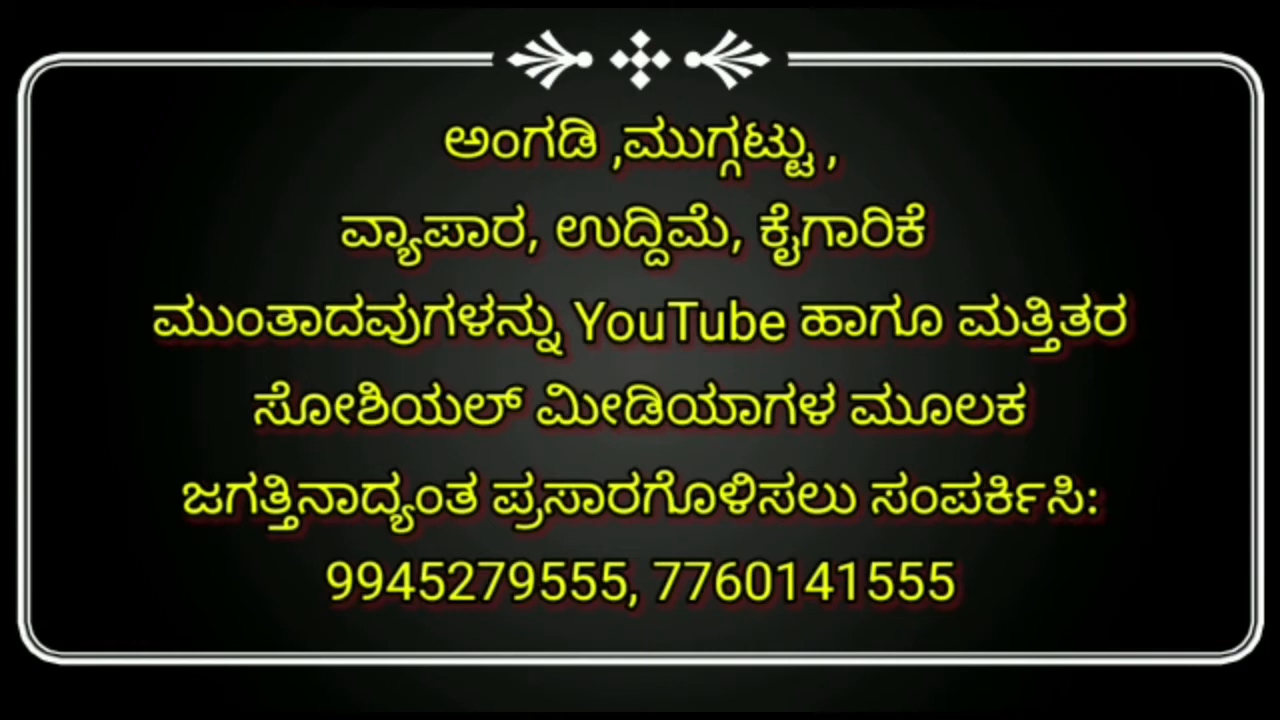 ಅಂಗಡಿ ,ಮುಗ್ಗಟ್ಟು ,
ವ್ಯಾಪಾರ, ಉದ್ದಿಮೆ, ಕೈಗಾರಿಕೆ
ಮುಂತಾದವುಗಳನ್ನು YouTube ಹಾಗೂ ಮತ್ತಿತರ
ಸೋಶಿಯಲ್ ಮೀಡಿಯಾಗಳ ಮೂಲಕ
ಜಗತ್ತಿನಾದ್ಯಂತ ಪ್ರಸಾರಗೊಳಿಸಲು ಸಂಪರ್ಕಿಸಿ:
9945279555, 7760141555